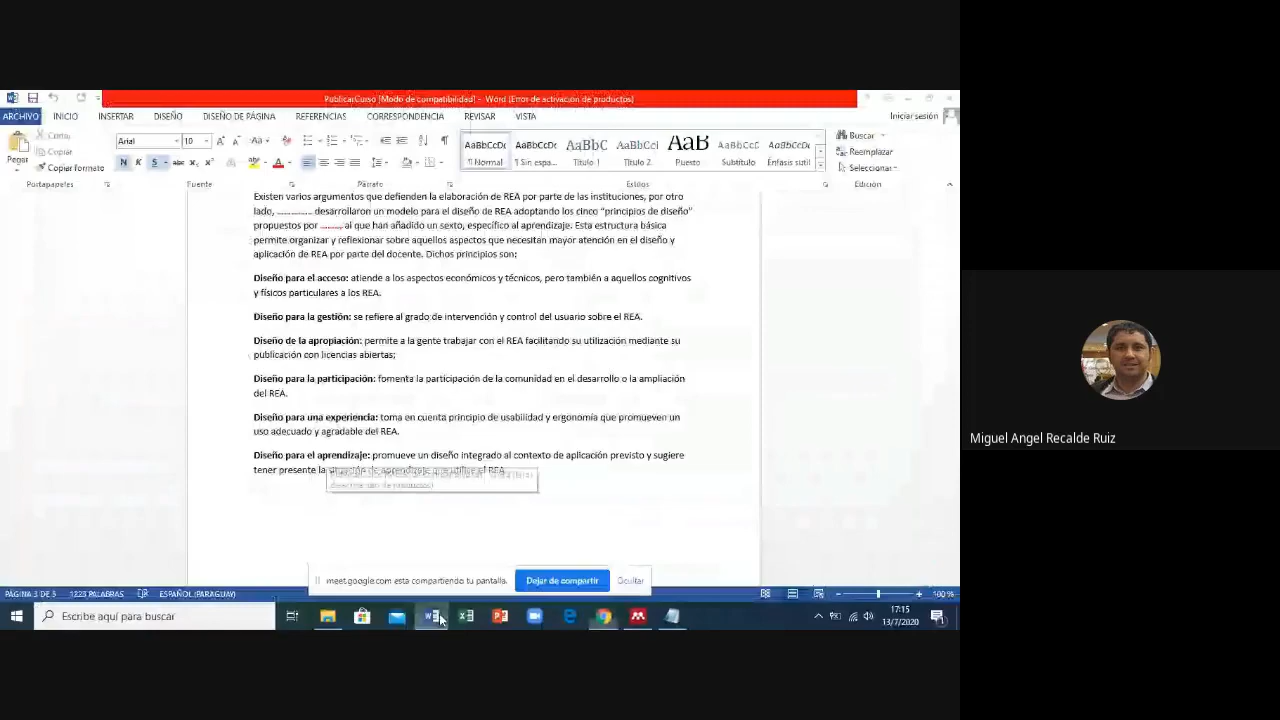 PublicarCurso [Modo de compatibilidad] - Word (Error de activación de productos)
ARCHIVO INICIO INSERTAR DISEÑO DISEÑO DE PÁGINA REFERENCIAS CORRESPONDENCIA REVISAR VISTA Iniciar sesión
Pegar
Cortar
Copiar
Copiar formato
Arial 10
N K S
AaBbCcDc AaBbCcDc AaBbC AaBbCcI AaB AaBbCcC AaBbCcDc
¶ Normal ¶ Sin espa... Título 1 Título 2 Puesto Subtítulo Énfasis sutil
Buscar
Reemplazar
Seleccionar
Portapapeles Fuente Párrafo Estilos Edición
Existen varios argumentos que defienden la elaboración de REA por parte de las instituciones, por otro
lado, ............. desarrollaron un modelo para el diseño de REA adoptando los cinco “principios de diseño”
propuestos por ........ al que han añadido un sexto, específico al aprendizaje. Esta estructura básica
permite organizar y reflexionar sobre aquellos aspectos que necesitan mayor atención en el diseño y
aplicación de REA por parte del docente. Dichos principios son:
Diseño para el acceso: atiende a los aspectos económicos y técnicos, pero también a aquellos cognitivos
y físicos particulares a los REA.
Diseño para la gestión: se refiere al grado de intervención y control del usuario sobre el REA.
Diseño de la apropiación: permite a la gente trabajar con el REA facilitando su utilización mediante su
publicación con licencias abiertas;
Diseño para la participación: fomenta la participación de la comunidad en el desarrollo o la ampliación
del REA.
Diseño para una experiencia: toma en cuenta principio de usabilidad y ergonomía que promueven un
uso adecuado y agradable del REA.
Diseño para el aprendizaje: promueve un diseño integrado al contexto de aplicación previsto y sugiere
tener presente la situación de aprendizaje que utilice el REA.
meet.google.com está compartiendo tu pantalla. Dejar de compartir Ocultar
PÁGINA 3 DE 5 1223 PALABRAS ESPAÑOL (PARAGUAY) 100 %
Escribe aquí para buscar
17:15
13/7/2020
Miguel Angel Recalde Ruiz